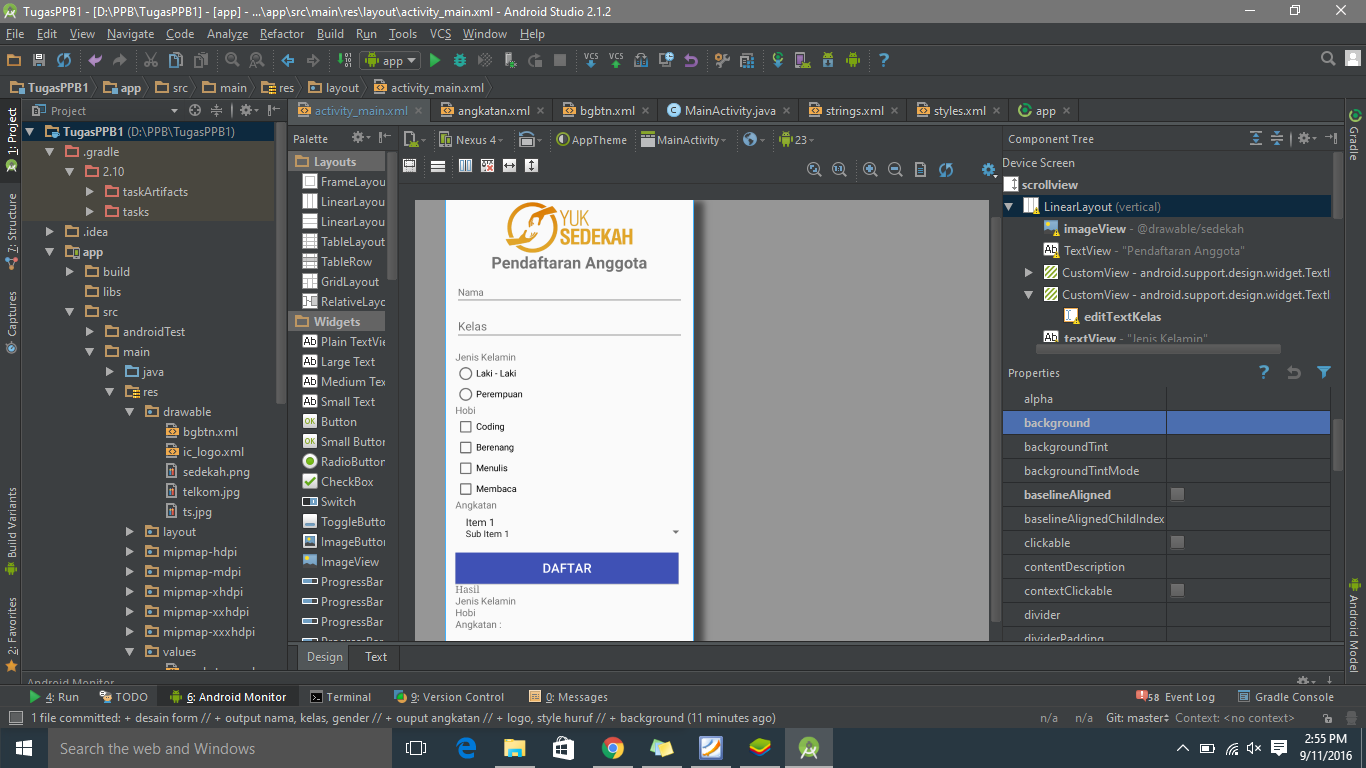 TugasPPB1 - [D:\PPB\TugasPPB1] - [app] - ...\app\src\main\res\layout\activity_main.xml - Android Studio 2.1.2
File Edit View Navigate Code Analyze Refactor Build Run Tools VCS Window Help
app
TugasPPB1 app src main res layout activity_main.xml
Project
activity_main.xml angkatan.xml bgbtn.xml MainActivity.java strings.xml styles.xml app
1: Project
7: Structure
Captures
Build Variants
2: Favorites
TugasPPB1 (D:\PPB\TugasPPB1)
.gradle
2.10
taskArtifacts
tasks
.idea
app
build
libs
src
androidTest
main
java
res
drawable
bgbtn.xml
ic_logo.xml
sedekah.png
telkom.jpg
ts.jpg
layout
mipmap-hdpi
mipmap-mdpi
mipmap-xhdpi
mipmap-xxhdpi
mipmap-xxxhdpi
values
Palette
Layouts
FrameLayou
LinearLayou
LinearLayou
TableLayout
TableRow
GridLayout
RelativeLayo
Widgets
Plain TextVie
Large Text
Medium Tex
Small Text
Button
Small Button
RadioButton
CheckBox
Switch
ToggleButto
ImageButton
ImageView
ProgressBar
ProgressBar
ProgressBar
ProgressBar
Nexus 4 AppTheme MainActivity 23
YUK
SEDEKAH
Pendaftaran Anggota
Nama
Kelas
Jenis Kelamin
Laki - Laki
Perempuan
Hobi
Coding
Berenang
Menulis
Membaca
Angkatan
Item 1
Sub Item 1
DAFTAR
Hasil
Jenis Kelamin
Hobi
Angkatan :
Design Text
Component Tree
Device Screen
scrollview
LinearLayout (vertical)
imageView - @drawable/sedekah
TextView - "Pendaftaran Anggota"
CustomView - android.support.design.widget.TextI
CustomView - android.support.design.widget.TextI
editTextKelas
textView - "Jenis Kelamin"
Properties
alpha
background
backgroundTint
backgroundTintMode
baselineAligned
baselineAlignedChildIndex
clickable
contentDescription
contextClickable
divider
dividerPadding
Gradle
Android Model
Android Monitor
4: Run TODO 6: Android Monitor Terminal 9: Version Control 0: Messages 58 Event Log Gradle Console
1 file committed: + desain form // + output nama, kelas, gender // + ouput angkatan // + logo, style huruf // + background (11 minutes ago) n/a n/a Git: master Context: <no context>
Search the web and Windows
2:55 PM
9/11/2016